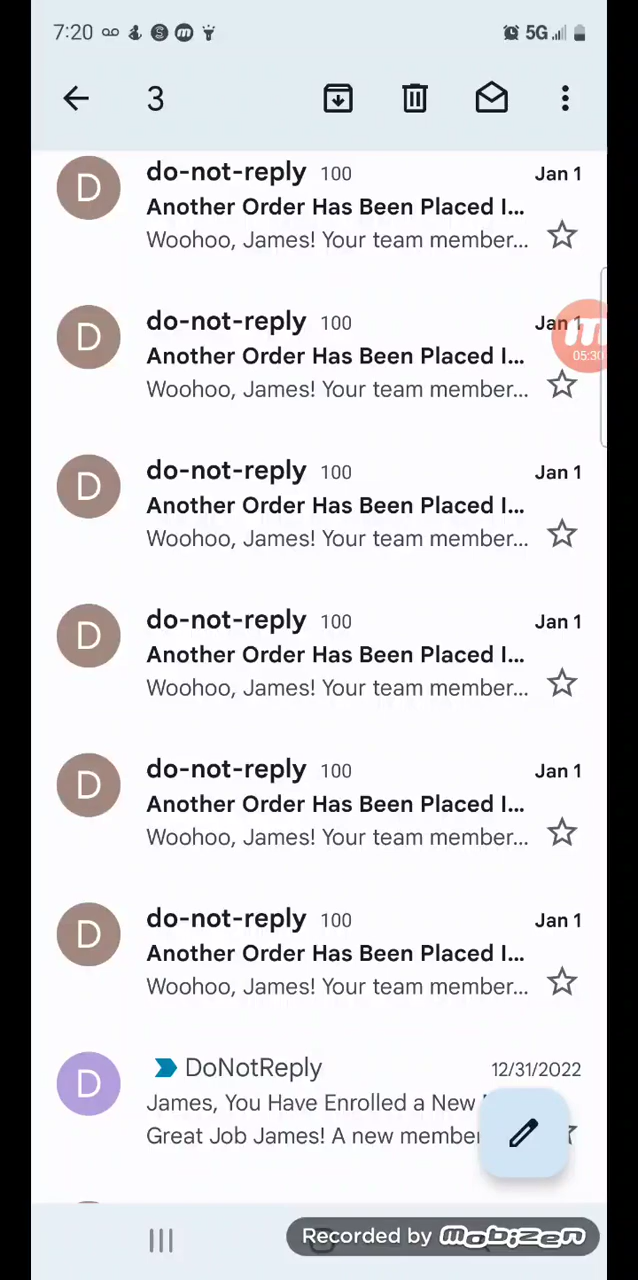 7:20 5G
3
do-not-reply 100 Jan 1
Another Order Has Been Placed I...
Woohoo, James! Your team member...
do-not-reply 100 Jan 1
Another Order Has Been Placed I...
Woohoo, James! Your team member...
05:30
do-not-reply 100 Jan 1
Another Order Has Been Placed I...
Woohoo, James! Your team member...
do-not-reply 100 Jan 1
Another Order Has Been Placed I...
Woohoo, James! Your team member...
do-not-reply 100 Jan 1
Another Order Has Been Placed I...
Woohoo, James! Your team member...
do-not-reply 100 Jan 1
Another Order Has Been Placed I...
Woohoo, James! Your team member...
DoNotReply 12/31/2022
James, You Have Enrolled a New
Great Job James! A new member
Recorded by mobizen